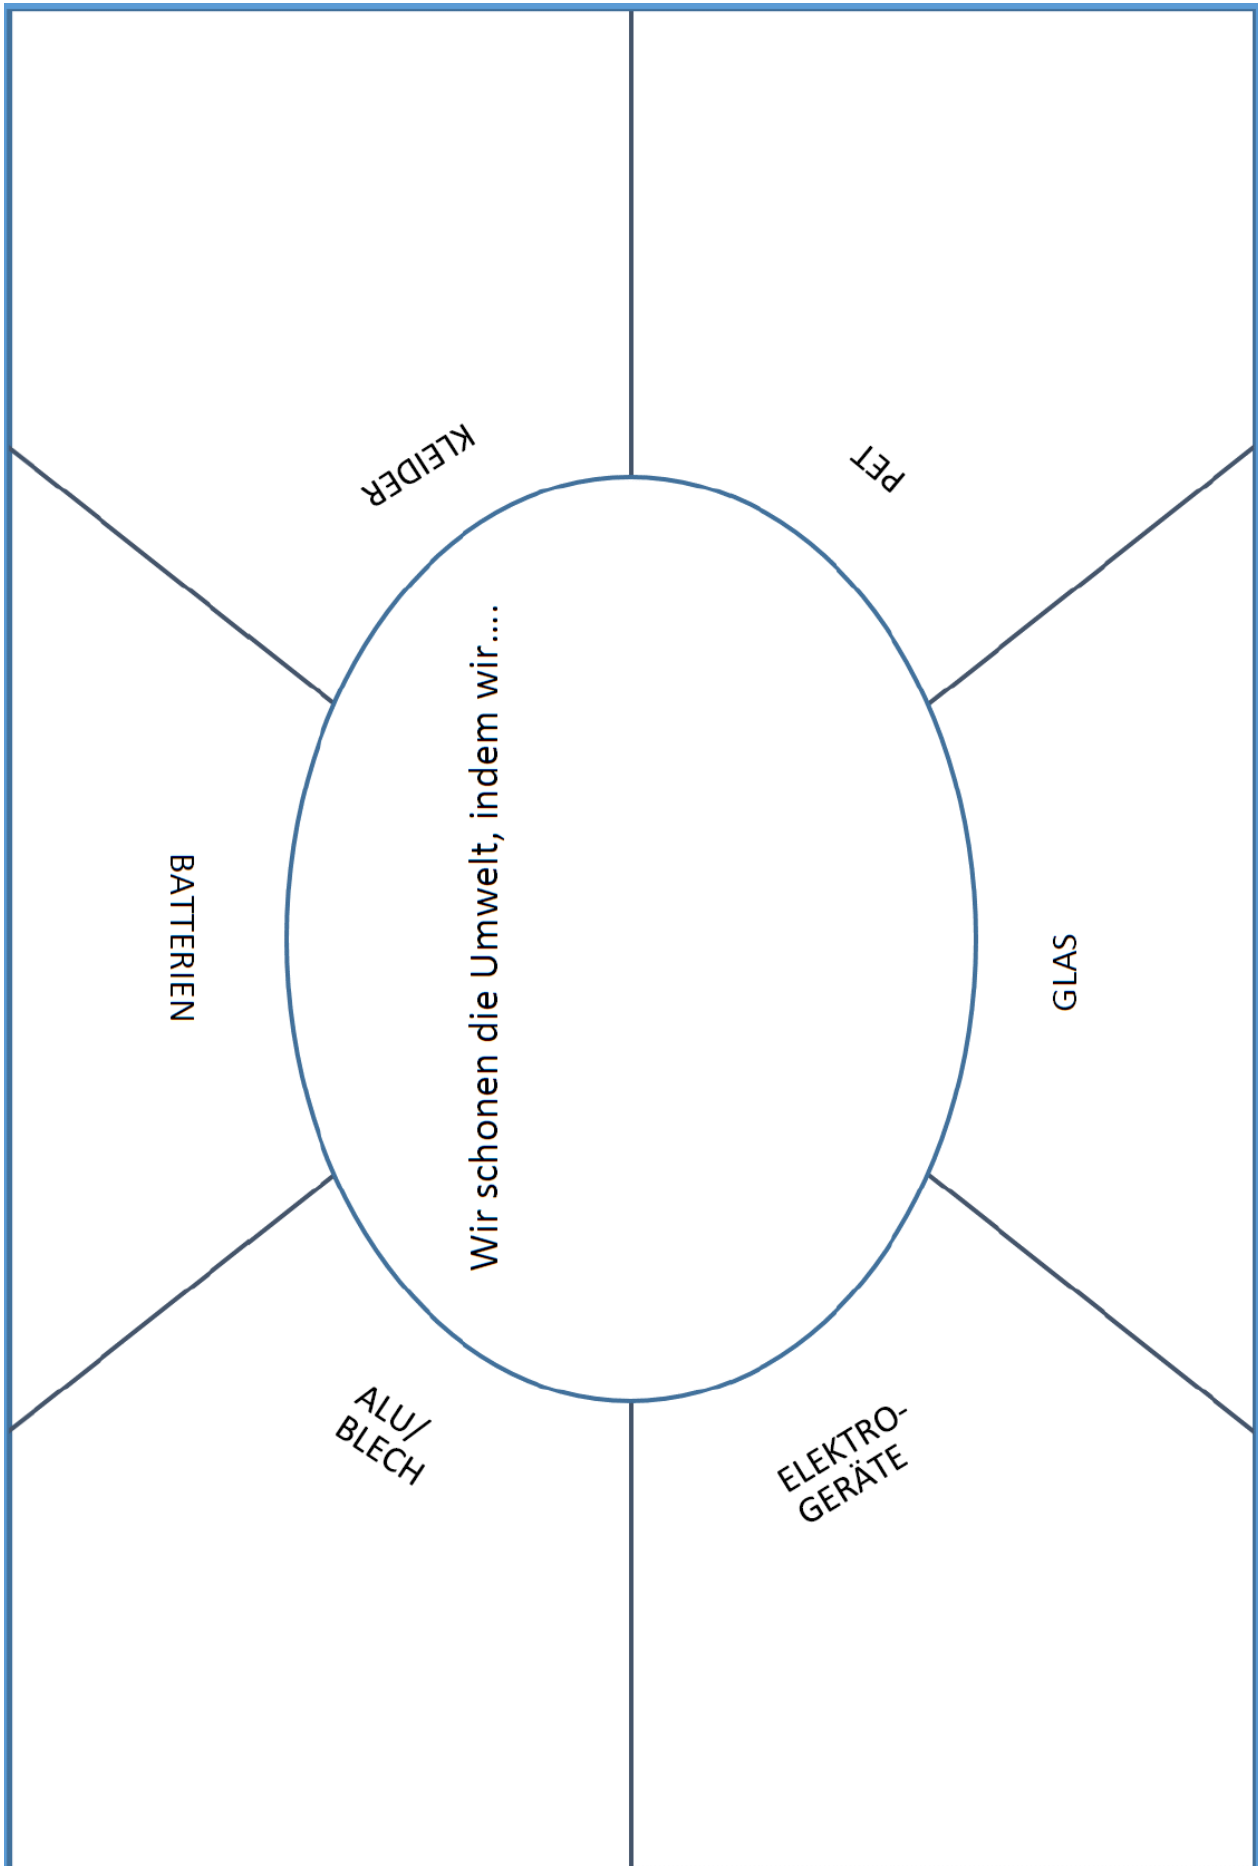 KLEIDER
PET
Wir schonen die Umwelt, indem wir....
BATTERIEN
GLAS
ALU/
BLECH
ELEKTRO-
GERÄTE